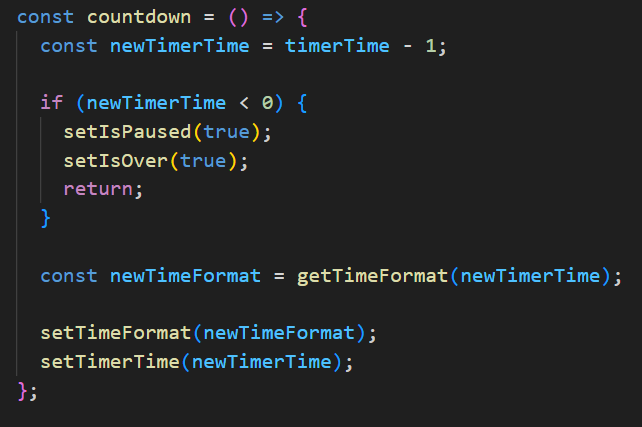 const countdown = () => {
  const newTimerTime = timerTime - 1;

  if (newTimerTime < 0) {
    setIsPaused(true);
    setIsOver(true);
    return;
  }

  const newTimeFormat = getTimeFormat(newTimerTime);

  setTimeFormat(newTimeFormat);
  setTimerTime(newTimerTime);
};